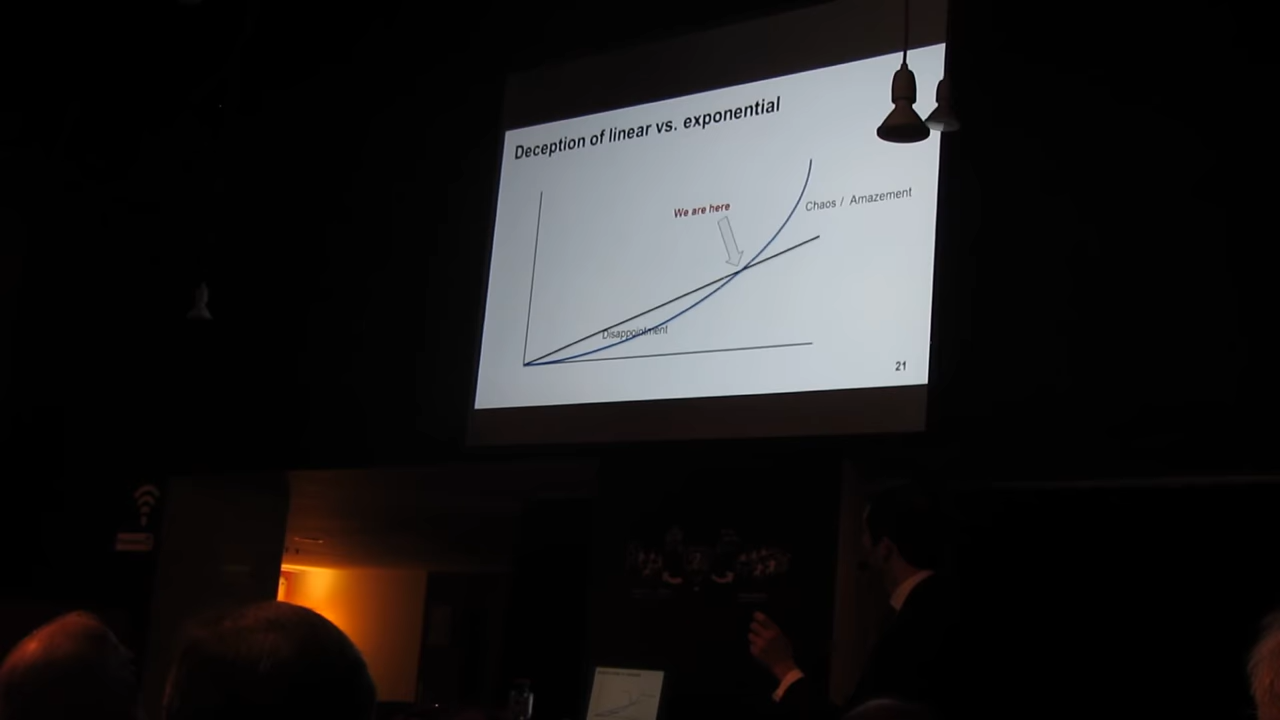 Deception of linear vs. exponential
We are here
Chaos / Amazement
Disappointment
21